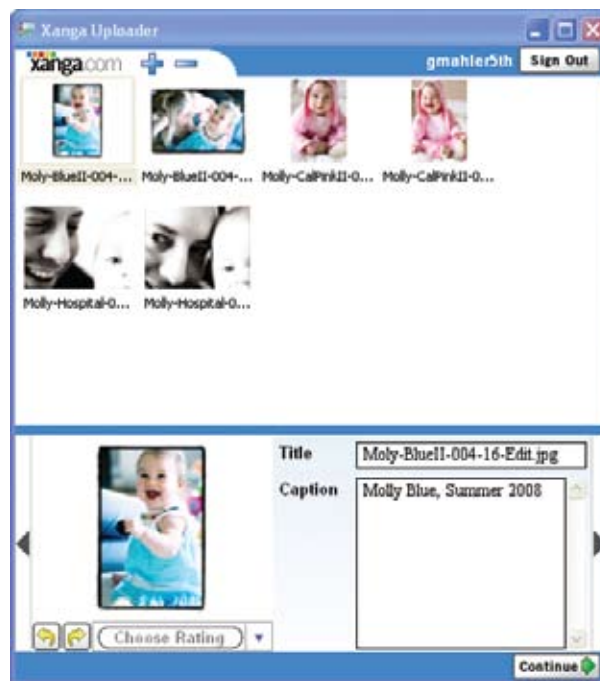 Xanga Uploader
xanga.com
gmahler5th
Sign Out
Moly-BlueII-004-... Moly-BlueII-004-... Molly-CalPinkII-0... Molly-CalPinkII-0...
Molly-Hospital-0... Molly-Hospital-0...
Title
Moly-BlueII-004-16-Edit.jpg
Caption
Molly Blue, Summer 2008
Choose Rating
Continue